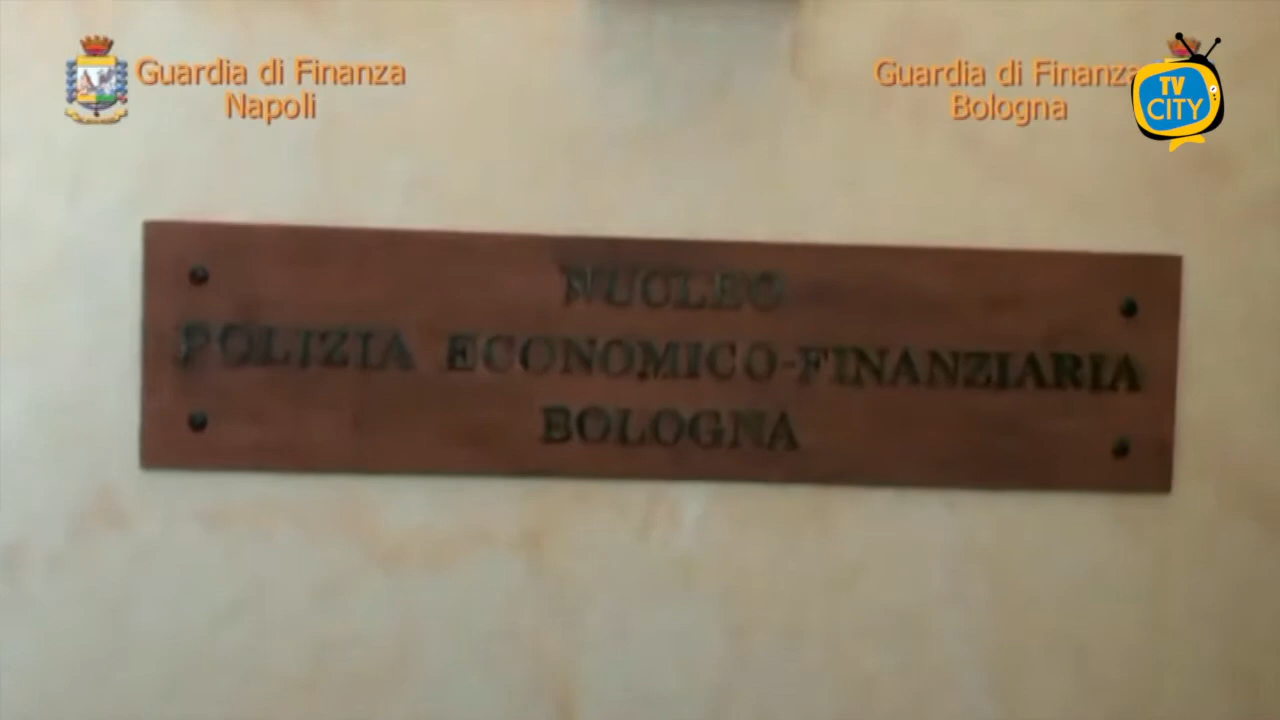 Guardia di Finanza
Napoli
Guardia di Finanza
Bologna
TV
CITY
NUCLEO
POLIZIA ECONOMICO-FINANZIARIA
BOLOGNA